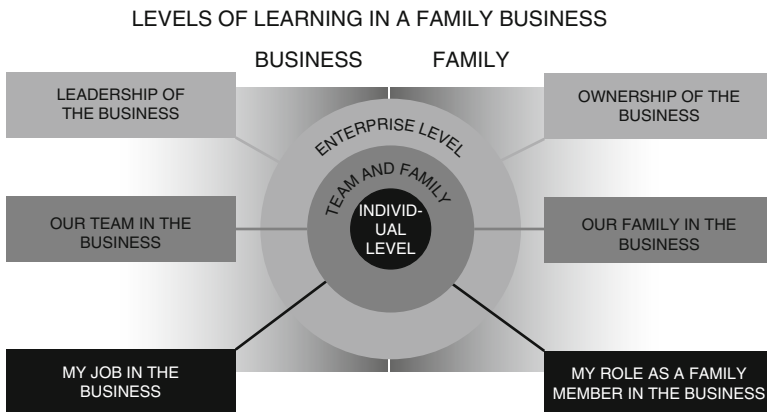 LEVELS OF LEARNING IN A FAMILY BUSINESS
BUSINESS
FAMILY
LEADERSHIP OF
THE BUSINESS
OWNERSHIP OF THE
BUSINESS
ENTERPRISE LEVEL
TEAM AND FAMILY
INDIVID-
UAL
LEVEL
OUR TEAM IN THE
BUSINESS
OUR FAMILY IN THE
BUSINESS
MY JOB IN THE
BUSINESS
MY ROLE AS A FAMILY
MEMBER IN THE BUSINESS